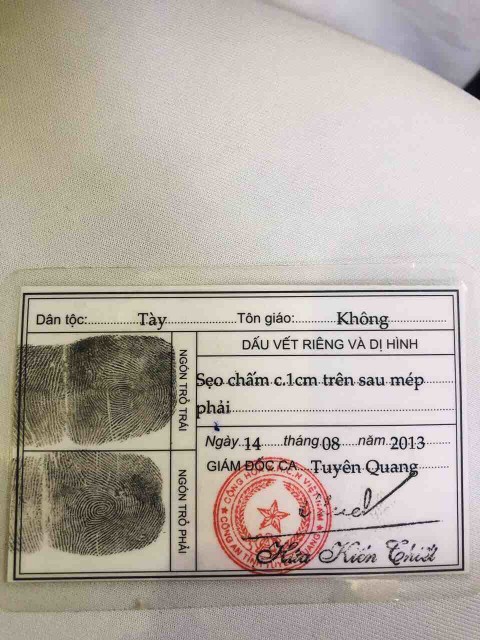 Dân tộc: Tày Tôn giáo: Không
NGÓN TRỎ TRÁI
NGÓN TRỎ PHẢI
DẤU VẾT RIÊNG VÀ DỊ HÌNH
Sẹo chấm c.1cm trên sau mép
phải
Ngày 14 tháng 08 năm 2013
GIÁM ĐỐC CA Tuyên Quang
Hứa Kiến Thiết